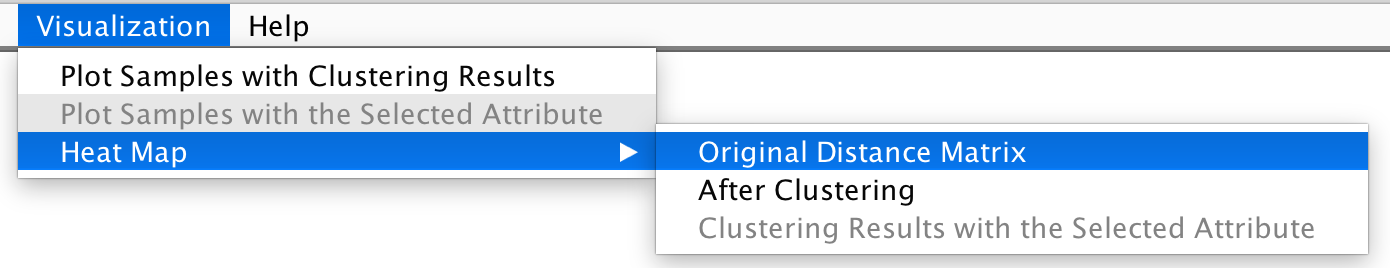 Visualization Help
Plot Samples with Clustering Results
Plot Samples with the Selected Attribute
Heat Map
Original Distance Matrix
After Clustering
Clustering Results with the Selected Attribute